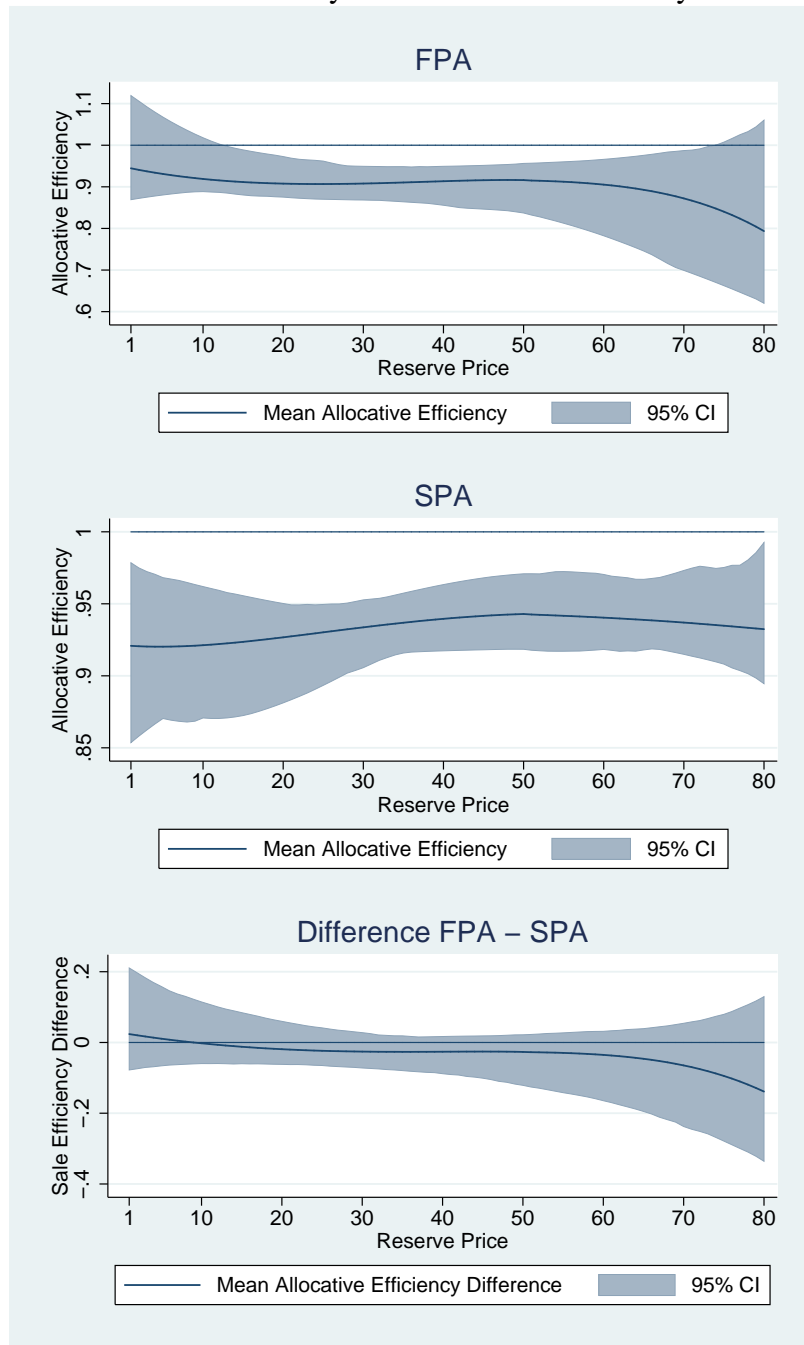 FPA
Allocative Efficiency
1.1
1
.9
.8
.7
.6
1 10 20 30 40 50 60 70 80
Reserve Price
Mean Allocative Efficiency 95% CI
SPA
Allocative Efficiency
1
.95
.9
.85
1 10 20 30 40 50 60 70 80
Reserve Price
Mean Allocative Efficiency 95% CI
Difference FPA − SPA
Sale Efficiency Difference
.2
0
−.2
−.4
1 10 20 30 40 50 60 70 80
Reserve Price
Mean Allocative Efficiency Difference 95% CI